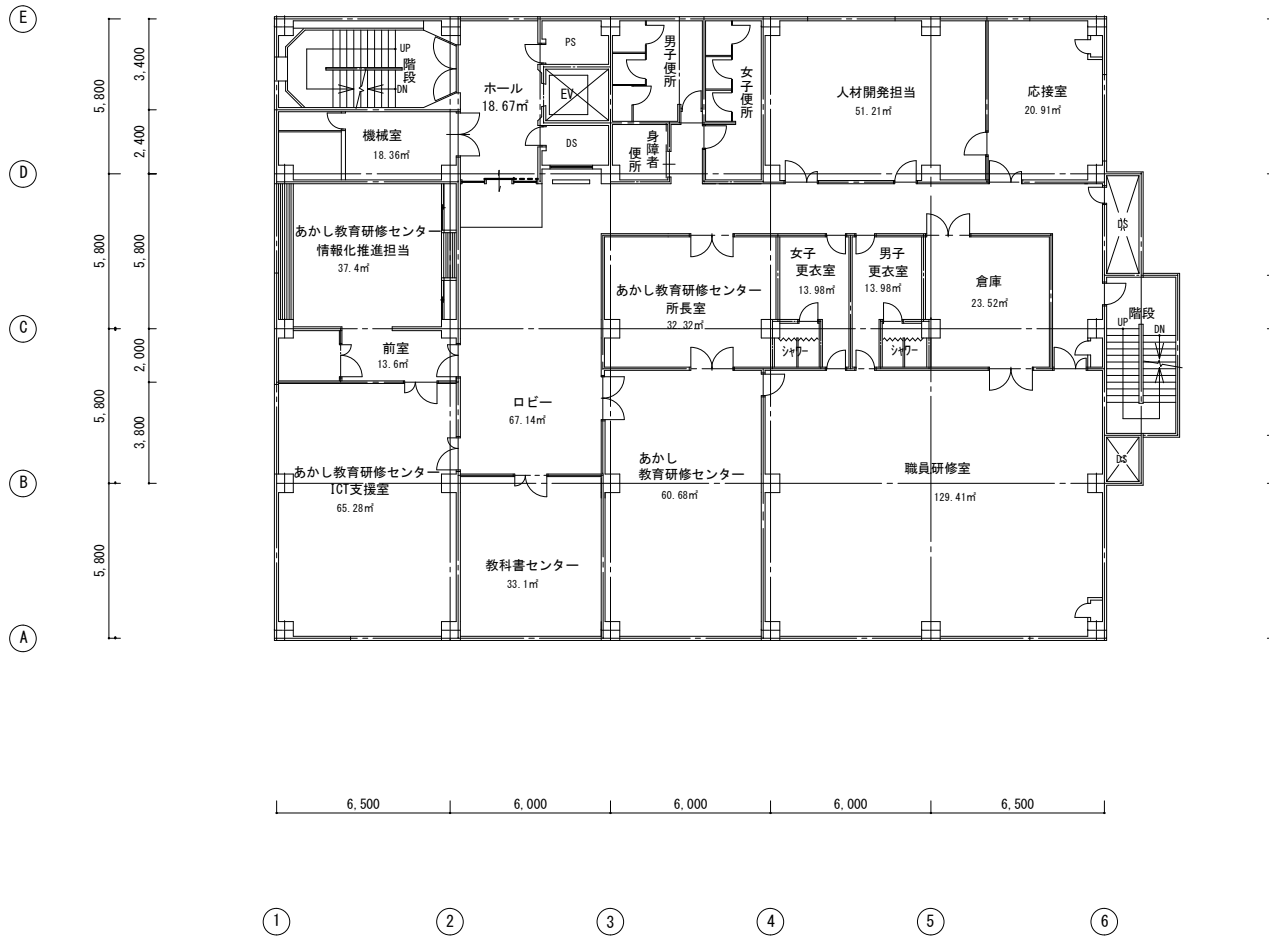 E
PS
男子便所
女子便所
UP
階段
DN
ホール
18.67㎡
EV
人材開発担当
51.21㎡
応接室
20.91㎡
3,400
5,800
2,400
機械室
18.36㎡
DS
身障者
便所
D
あかし教育研修センター
情報化推進担当
37.4㎡
5,800
5,800
DS
女子
更衣室
13.98㎡
男子
更衣室
13.98㎡
倉庫
23.52㎡
あかし教育研修センター
所長室
32.32㎡
階段
UP
DN
C
前室
13.6㎡
2,000
シャワー
シャワー
ロビー
67.14㎡
5,800
3,800
あかし教育研修センター
ICT支援室
65.28㎡
あかし
教育研修センター
60.68㎡
職員研修室
129.41㎡
DS
B
教科書センター
33.1㎡
5,800
A
6,500
6,000
6,000
6,000
6,500
1
2
3
4
5
6